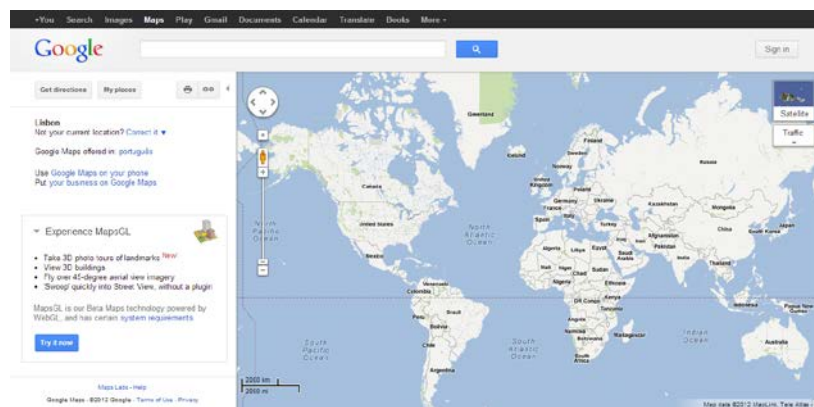 +You Search Images Maps Play Gmail Documents Calendar Translate Books More
Google
Sign in
Get directions My places
Lisbon
Not your current location? Correct it
Google Maps offered in: português
Use Google Maps on your phone
Put your business on Google Maps
Experience MapsGL
Take 3D photo tours of landmarks New!
View 3D buildings
Fly over 45-degree aerial view imagery
'Swoop' quickly into Street View, without a plugin
MapsGL is our Beta Maps technology powered by
WebGL, and has certain system requirements
Try it now
Maps Labs - Help
Google Maps - ©2012 Google - Terms of Use - Privacy
Satellite
Traffic
Greenland
Iceland
Finland
Sweden
Norway
Russia
United
Kingdom
Poland
Germany
Ukraine
France
Kazakhstan
Mongolia
Spain
Italy
Turkey
Canada
United States
North
Pacific
Ocean
North
Atlantic
Ocean
China
South Korea
Japan
Afghanistan
Pakistan
Iraq
Iran
Algeria
Libya
Egypt
Saudi
Arabia
India
Thailand
Mexico
Mali
Niger
Chad
Sudan
Nigeria
Ethiopia
Venezuela
Colombia
DR Congo
Kenya
Tanzania
Indonesia
Papua New
Guinea
Peru
Brazil
Bolivia
Angola
Namibia
Botswana
Madagascar
Chile
South
Pacific
Ocean
South
Atlantic
Ocean
South
Africa
Indian
Ocean
Australia
Argentina
2000 km
2000 mi
Map data ©2012 MapLink, Tele Atlas -